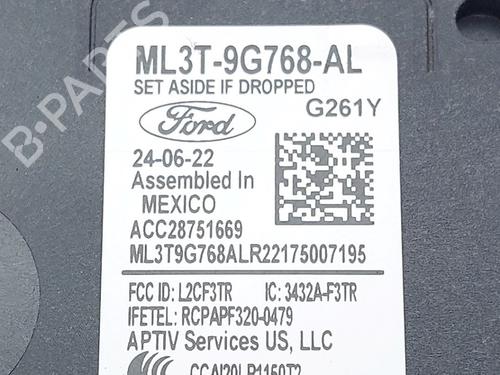 ML3T-9G768-AL
SET ASIDE IF DROPPED
G261Y
Ford
24-06-22
Assembled In
MEXICO
ACC28751669
ML3T9G768ALR22175007195
FCC ID: L2CF3TR IC: 3432A-F3TR
IFETEL: RCPAPF320-0479
APTIV Services US, LLC
CCAI20LP1150T2
B-PARTS